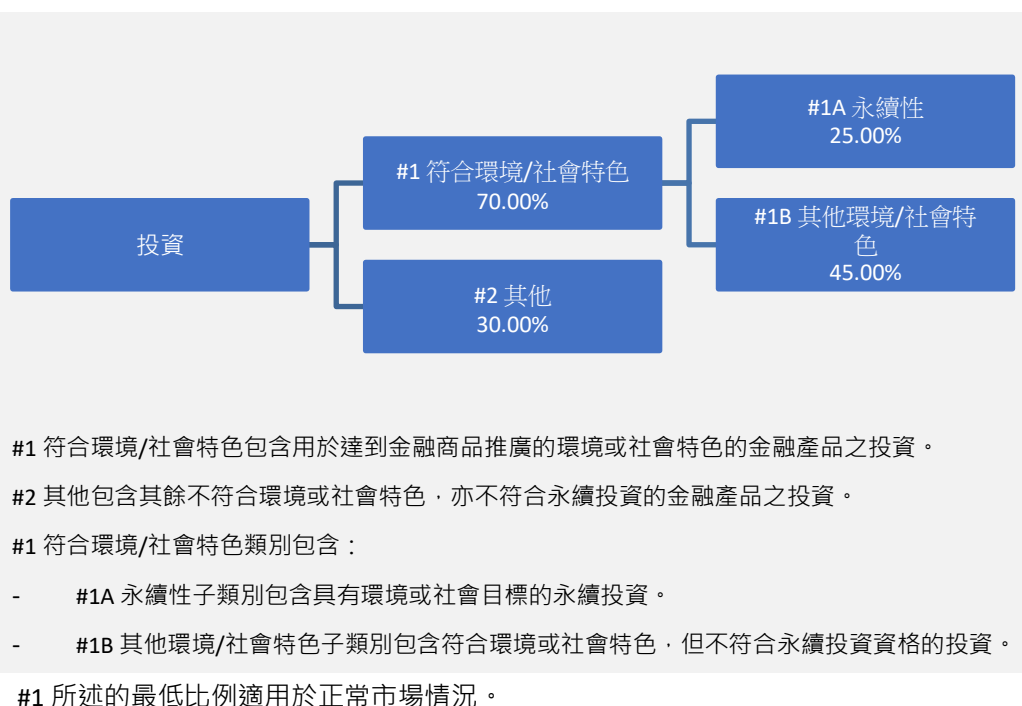 #1A 永續性
25.00%
#1 符合環境/社會特色
70.00%
#1B 其他環境/社會特
色
45.00%
投資
#2 其他
30.00%
#1 符合環境/社會特色包含用於達到金融商品推廣的環境或社會特色的金融產品之投資。
#2 其他包含其餘不符合環境或社會特色，亦不符合永續投資的金融產品之投資。
#1 符合環境/社會特色類別包含：
- #1A 永續性子類別包含具有環境或社會目標的永續投資。
- #1B 其他環境/社會特色子類別包含符合環境或社會特色，但不符合永續投資資格的投資。
#1 所述的最低比例適用於正常市場情況。